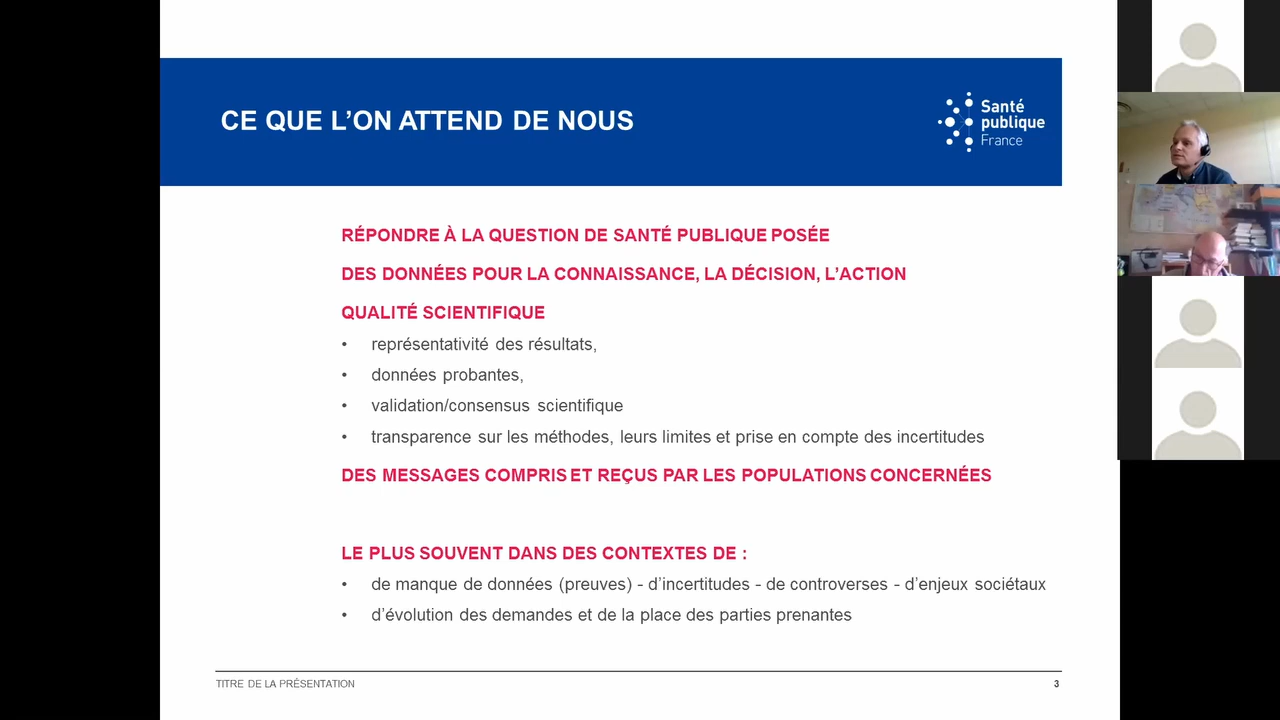 CE QUE L’ON ATTEND DE NOUS
Santé
publique
France
RÉPONDRE À LA QUESTION DE SANTÉ PUBLIQUE POSÉE
DES DONNÉES POUR LA CONNAISSANCE, LA DÉCISION, L’ACTION
QUALITÉ SCIENTIFIQUE
• représentativité des résultats,
• données probantes,
• validation/consensus scientifique
• transparence sur les méthodes, leurs limites et prise en compte des incertitudes
DES MESSAGES COMPRIS ET REÇUS PAR LES POPULATIONS CONCERNÉES
LE PLUS SOUVENT DANS DES CONTEXTES DE :
• de manque de données (preuves) - d’incertitudes - de controverses - d’enjeux sociétaux
• d’évolution des demandes et de la place des parties prenantes
TITRE DE LA PRÉSENTATION
3